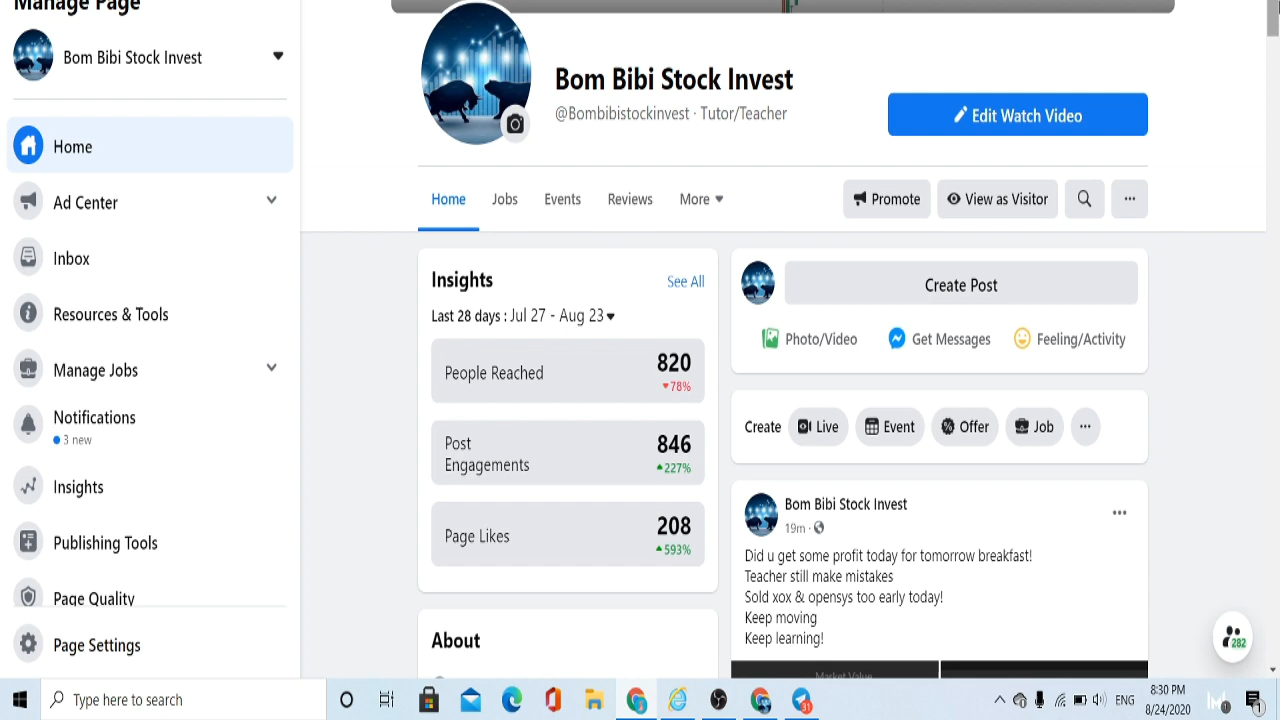 Manage Page
Bom Bibi Stock Invest
Home
Ad Center
Inbox
Resources & Tools
Manage Jobs
Notifications
3 new
Insights
Publishing Tools
Page Quality
Page Settings
Bom Bibi Stock Invest
@Bombibistockinvest · Tutor/Teacher
Edit Watch Video
Home Jobs Events Reviews More
Promote View as Visitor ...
Insights See All
Last 28 days : Jul 27 - Aug 23
People Reached 820
78%
Post Engagements 846
227%
Page Likes 208
593%
About
Create Post
Photo/Video Get Messages Feeling/Activity
Create Live Event Offer Job ...
Bom Bibi Stock Invest
19m ·
Did u get some profit today for tomorrow breakfast!
Teacher still make mistakes
Sold xox & opensys too early today!
Keep moving
Keep learning!
Market Value
282
Type here to search
31
ENG
8:30 PM
8/24/2020
1